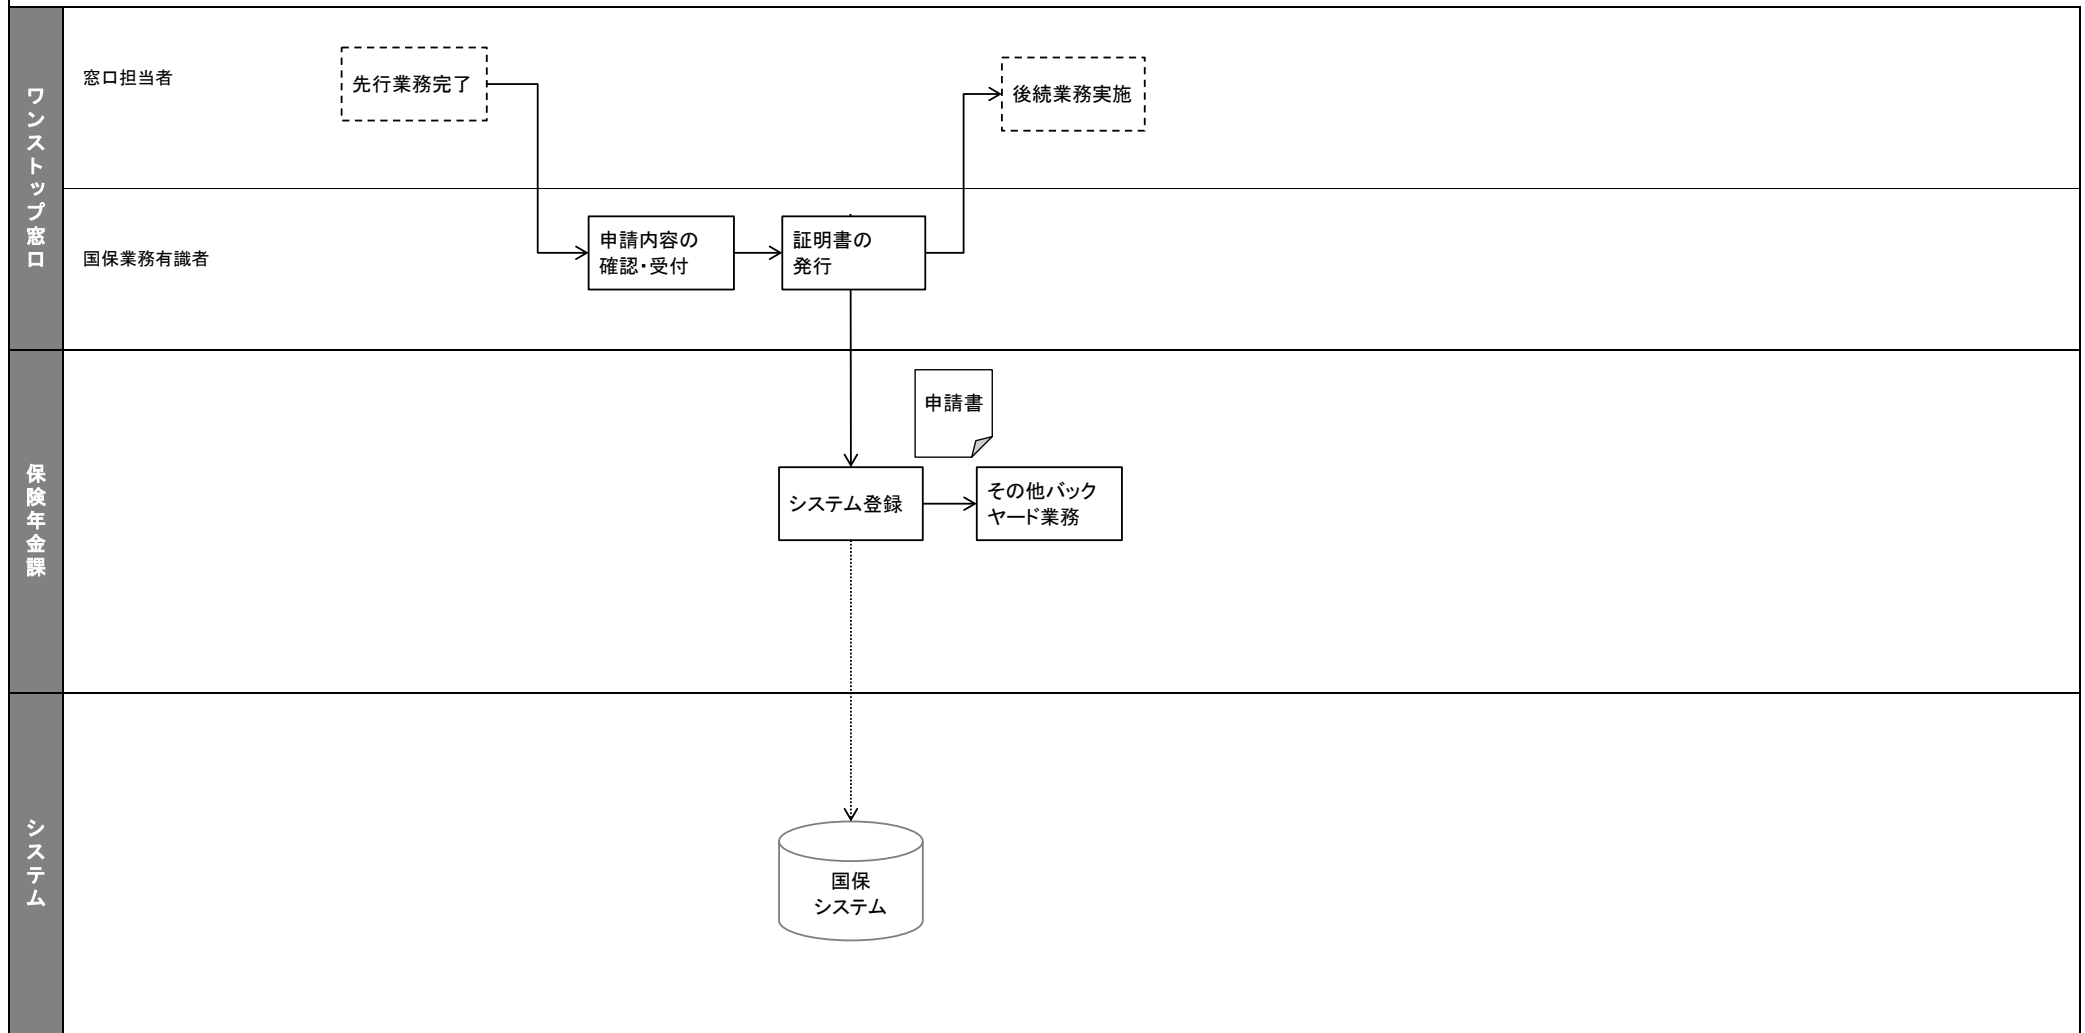 ワンストップ窓口
窓口担当者
先行業務完了
後続業務実施
国保業務有識者
申請内容の
確認・受付
証明書の
発行
保険年金課
申請書
システム登録
その他バック
ヤード業務
システム
国保
システム